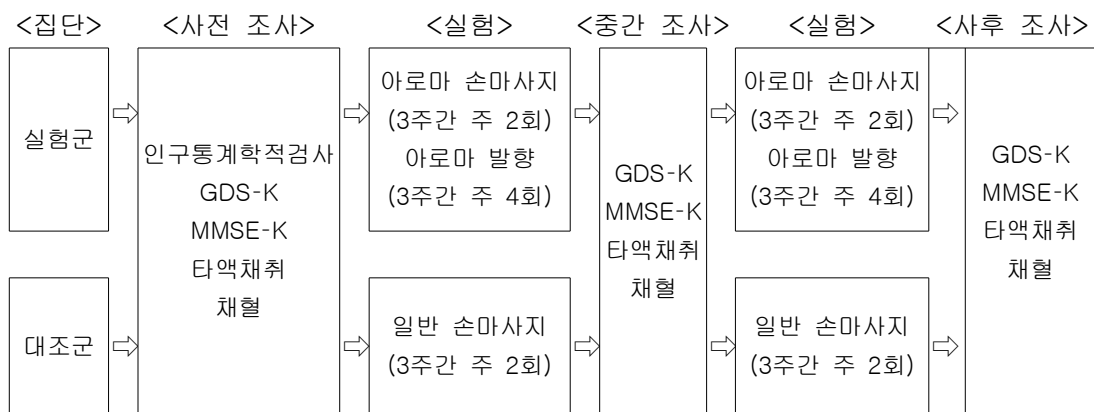 <집단>
<사전 조사>
<실험>
<중간 조사>
<실험>
<사후 조사>
실험군
대조군
인구통계학적검사
GDS-K
MMSE-K
타액채취
채혈
아로마 손마사지
(3주간 주 2회)
아로마 발향
(3주간 주 4회)
일반 손마사지
(3주간 주 2회)
GDS-K
MMSE-K
타액채취
채혈
아로마 손마사지
(3주간 주 2회)
아로마 발향
(3주간 주 4회)
일반 손마사지
(3주간 주 2회)
GDS-K
MMSE-K
타액채취
채혈